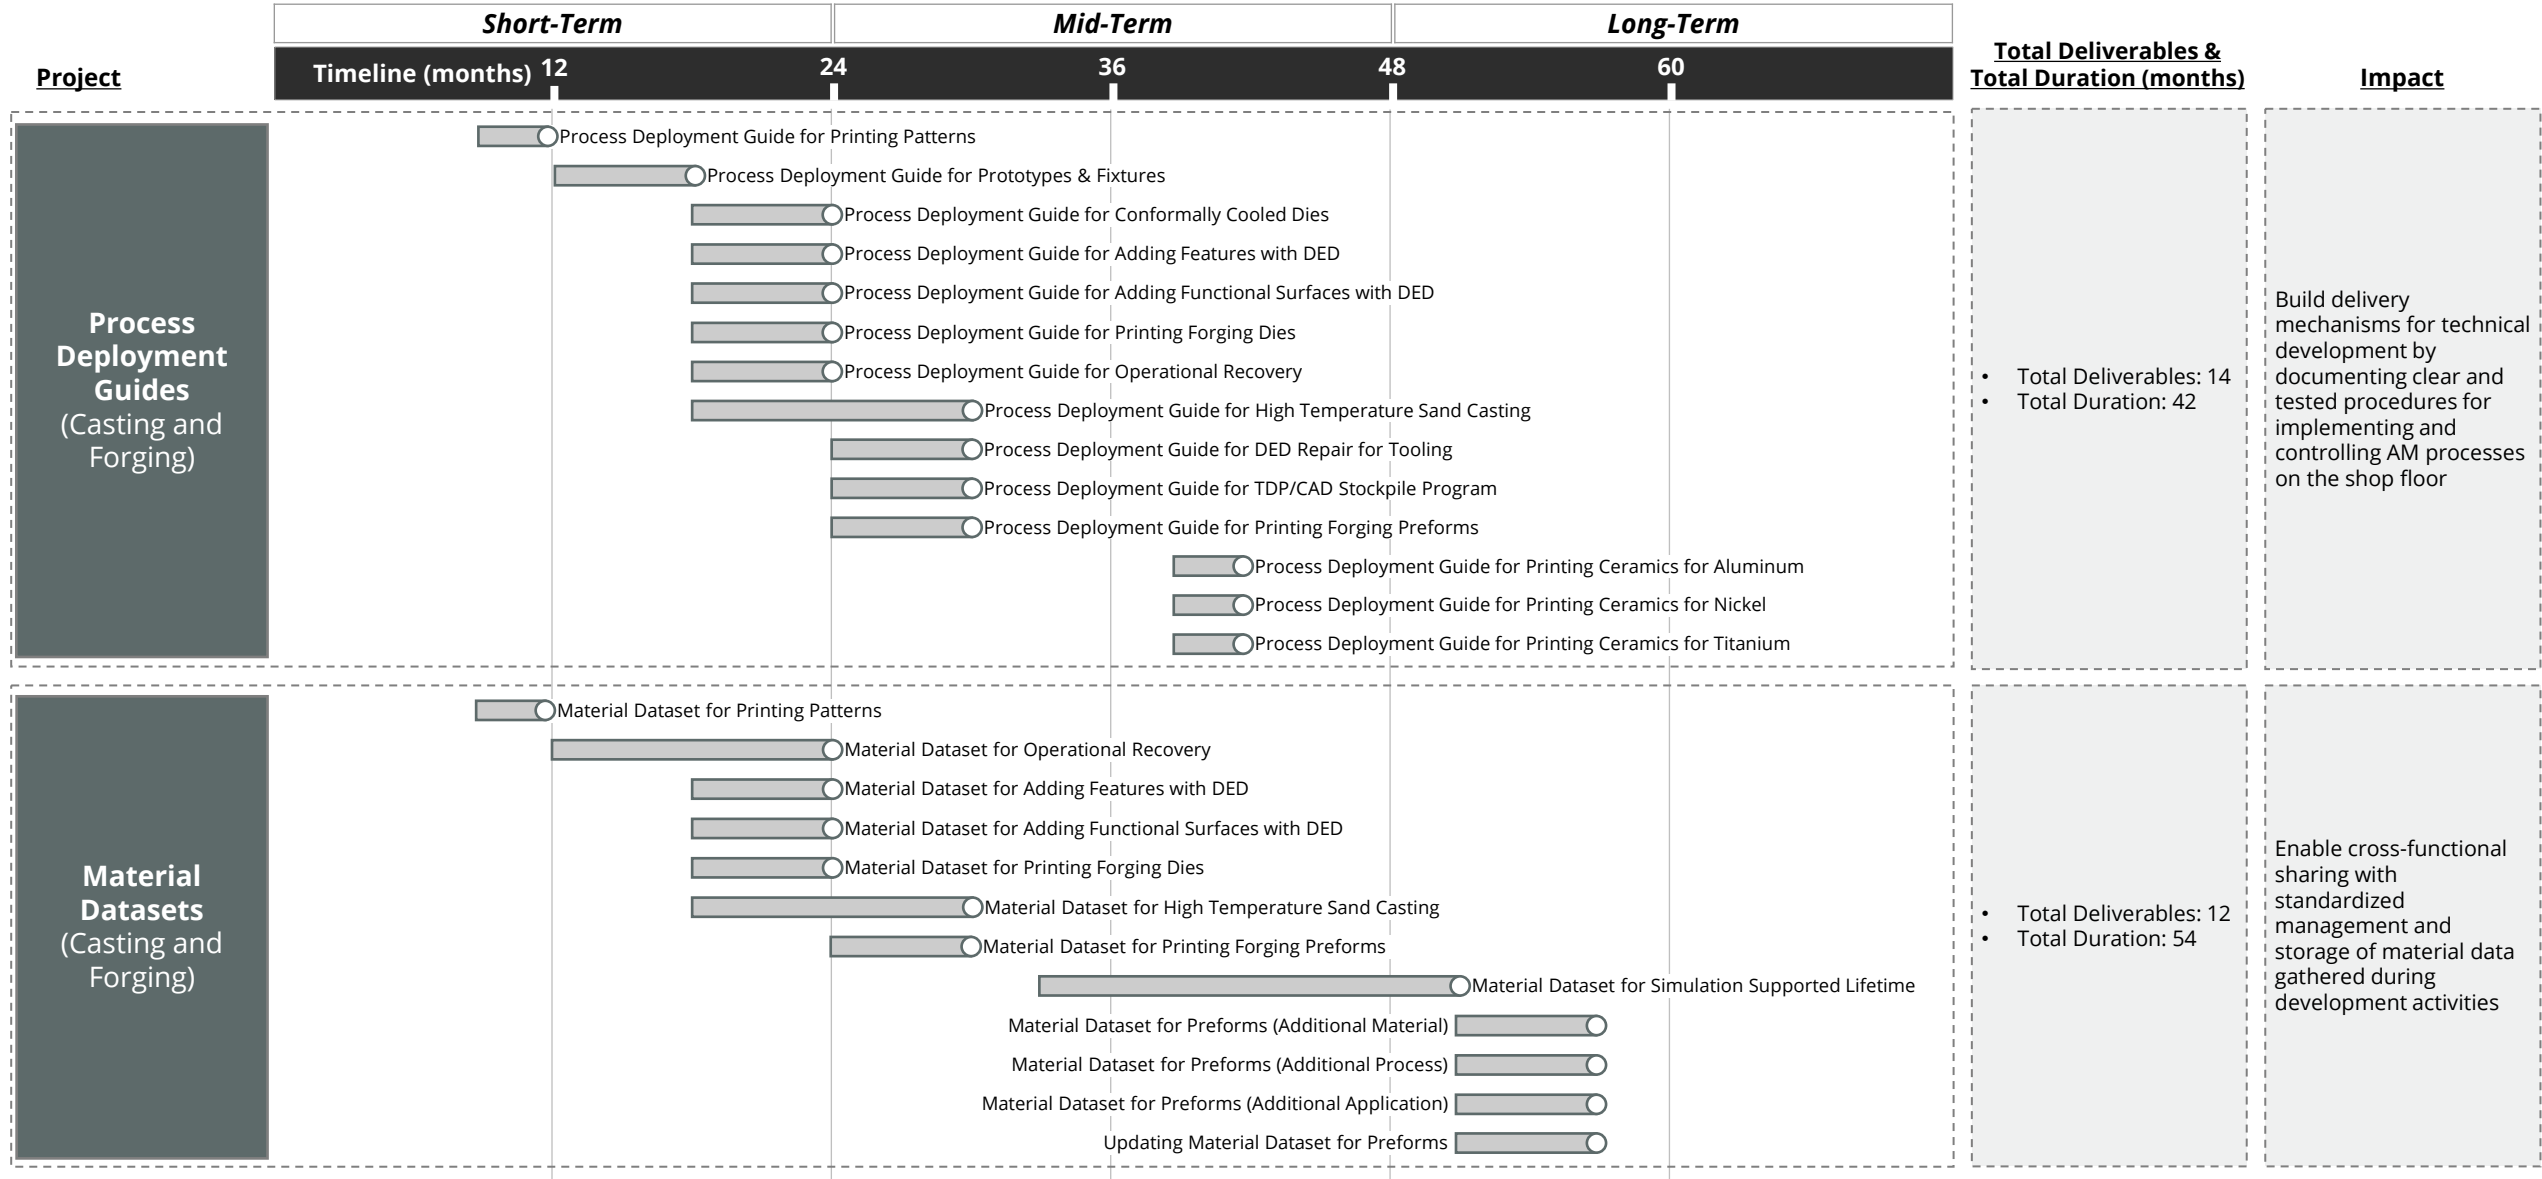 Short-Term
Mid-Term
Long-Term
Project
Timeline (months)
12
24
36
48
60
Total Deliverables &
Total Duration (months)
Impact
Process
Deployment
Guides
(Casting and
Forging)
Process Deployment Guide for Printing Patterns
Process Deployment Guide for Prototypes & Fixtures
Process Deployment Guide for Conformally Cooled Dies
Process Deployment Guide for Adding Features with DED
Process Deployment Guide for Adding Functional Surfaces with DED
Process Deployment Guide for Printing Forging Dies
Process Deployment Guide for Operational Recovery
Process Deployment Guide for High Temperature Sand Casting
Process Deployment Guide for DED Repair for Tooling
Process Deployment Guide for TDP/CAD Stockpile Program
Process Deployment Guide for Printing Forging Preforms
Process Deployment Guide for Printing Ceramics for Aluminum
Process Deployment Guide for Printing Ceramics for Nickel
Process Deployment Guide for Printing Ceramics for Titanium
• Total Deliverables: 14
• Total Duration: 42
Build delivery
mechanisms for technical
development by
documenting clear and
tested procedures for
implementing and
controlling AM processes
on the shop floor
Material
Datasets
(Casting and
Forging)
Material Dataset for Printing Patterns
Material Dataset for Operational Recovery
Material Dataset for Adding Features with DED
Material Dataset for Adding Functional Surfaces with DED
Material Dataset for Printing Forging Dies
Material Dataset for High Temperature Sand Casting
Material Dataset for Printing Forging Preforms
Material Dataset for Simulation Supported Lifetime
Material Dataset for Preforms (Additional Material)
Material Dataset for Preforms (Additional Process)
Material Dataset for Preforms (Additional Application)
Updating Material Dataset for Preforms
• Total Deliverables: 12
• Total Duration: 54
Enable cross-functional
sharing with
standardized
management and
storage of material data
gathered during
development activities